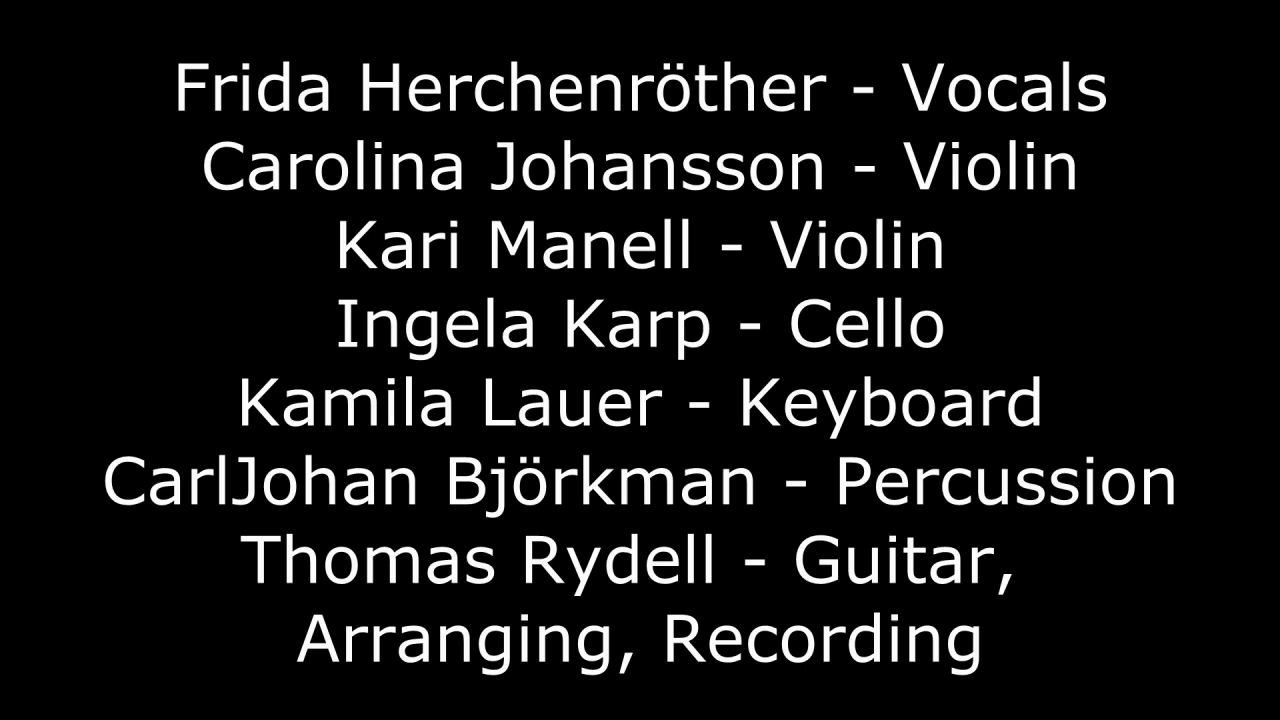 Frida Herchenröther - Vocals
Carolina Johansson - Violin
Kari Manell - Violin
Ingela Karp - Cello
Kamila Lauer - Keyboard
CarlJohan Björkman - Percussion
Thomas Rydell - Guitar,
Arranging, Recording